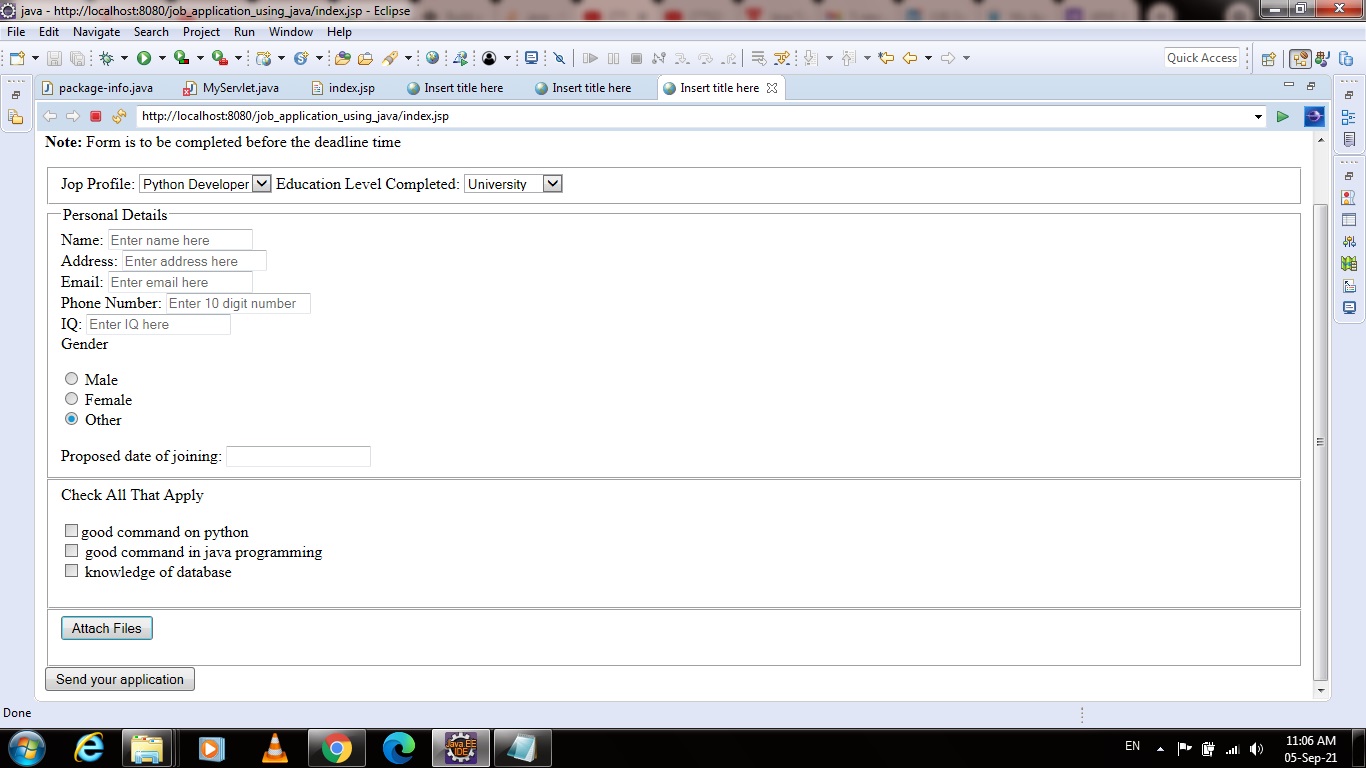 java - http://localhost:8080/job_application_using_java/index.jsp - Eclipse
File Edit Navigate Search Project Run Window Help
Quick Access
package-info.java MyServlet.java index.jsp Insert title here Insert title here Insert title here
http://localhost:8080/job_application_using_java/index.jsp
Note: Form is to be completed before the deadline time
Jop Profile: Python Developer Education Level Completed: University
Personal Details
Name: Enter name here
Address: Enter address here
Email: Enter email here
Phone Number: Enter 10 digit number
IQ: Enter IQ here
Gender
Male
Female
Other
Proposed date of joining:
Check All That Apply
good command on python
good command in java programming
knowledge of database
Attach Files
Send your application
Done
Java EE
IDE
EN
11:06 AM
05-Sep-21